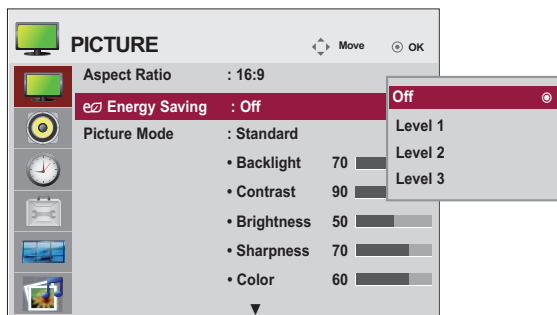 PICTURE Move OK
Aspect Ratio : 16:9
Energy Saving : Off
Picture Mode : Standard
• Backlight 70
• Contrast 90
• Brightness 50
• Sharpness 70
• Color 60
▼
Off
Level 1
Level 2
Level 3